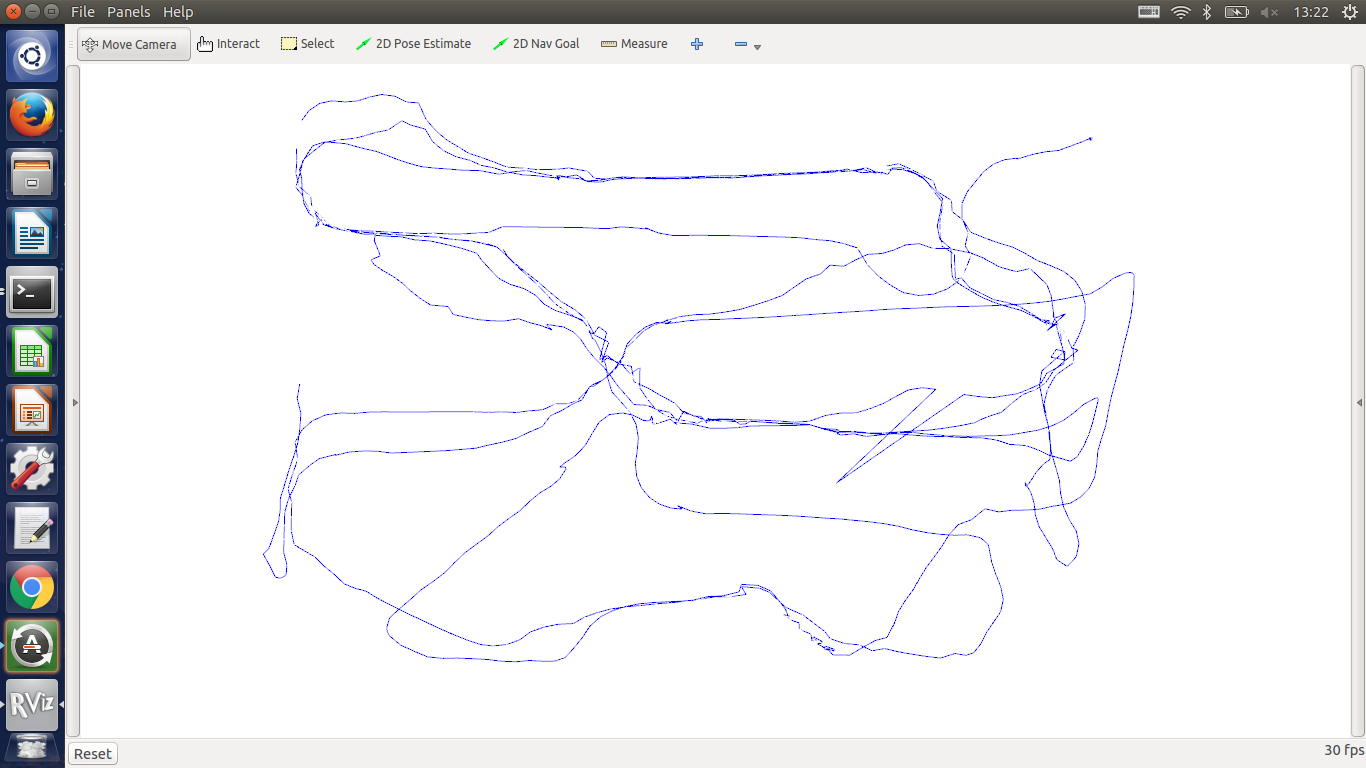 File Panels Help 13:22
Move Camera Interact Select 2D Pose Estimate 2D Nav Goal Measure
A
RViz
Reset 30 fps